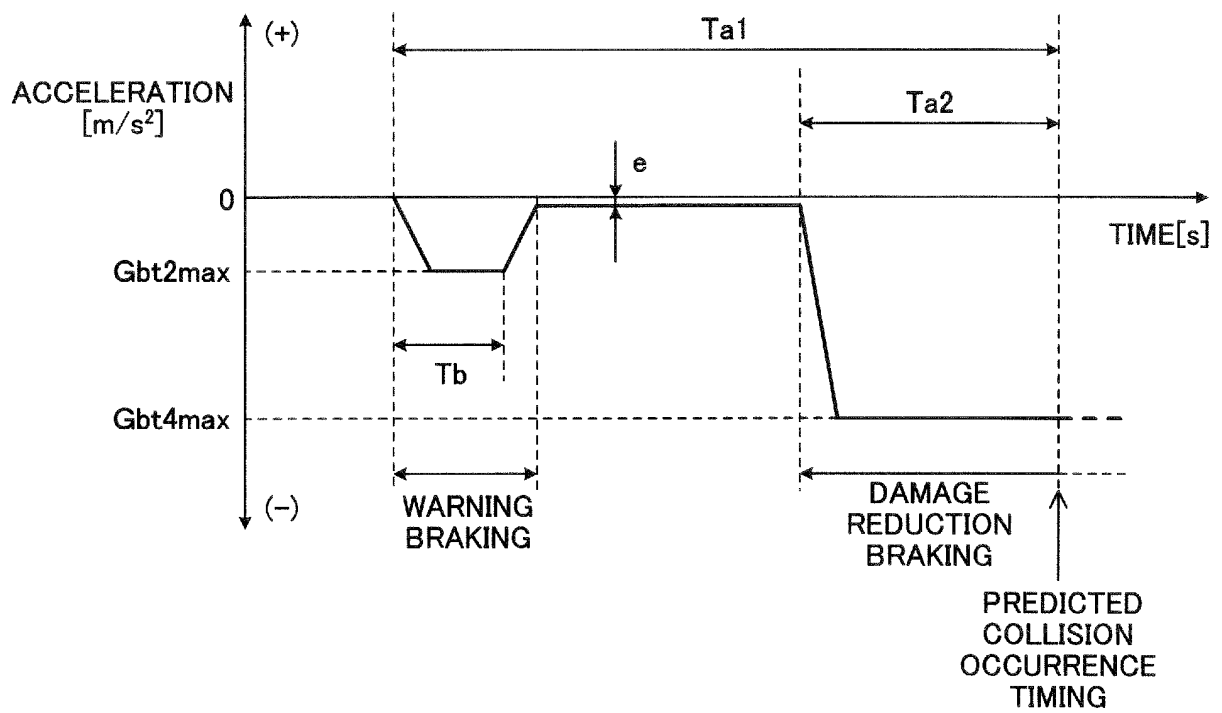 (+)
Ta1
ACCELERATION
[m/s²]
Ta2
e
0
TIME[s]
Gbt2max
Tb
Gbt4max
(−)
WARNING
BRAKING
DAMAGE
REDUCTION
BRAKING
PREDICTED
COLLISION
OCCURRENCE
TIMING